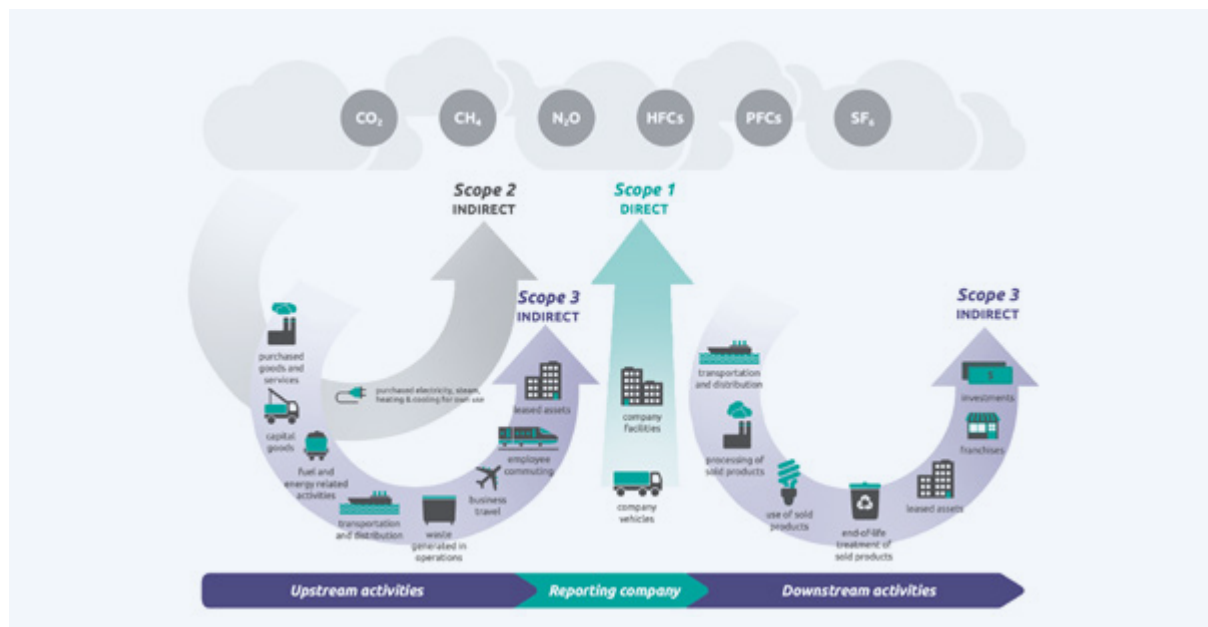 CO₂ CH₄ N₂O HFCs PFCs SF₆
Scope 2
INDIRECT
Scope 1
DIRECT
Scope 3
INDIRECT
Scope 3
INDIRECT
purchased
goods and
services
capital
goods
fuel and
energy related
activities
transportation
and distribution
waste
generated in
operations
business
travel
employee
commuting
leased assets
purchased electricity, steam,
heating & cooling for own use
company
facilities
company
vehicles
transportation
and distribution
processing of
sold products
use of sold
products
end-of-life
treatment of
sold products
leased assets
franchises
$
investments
Upstream activities
Reporting company
Downstream activities